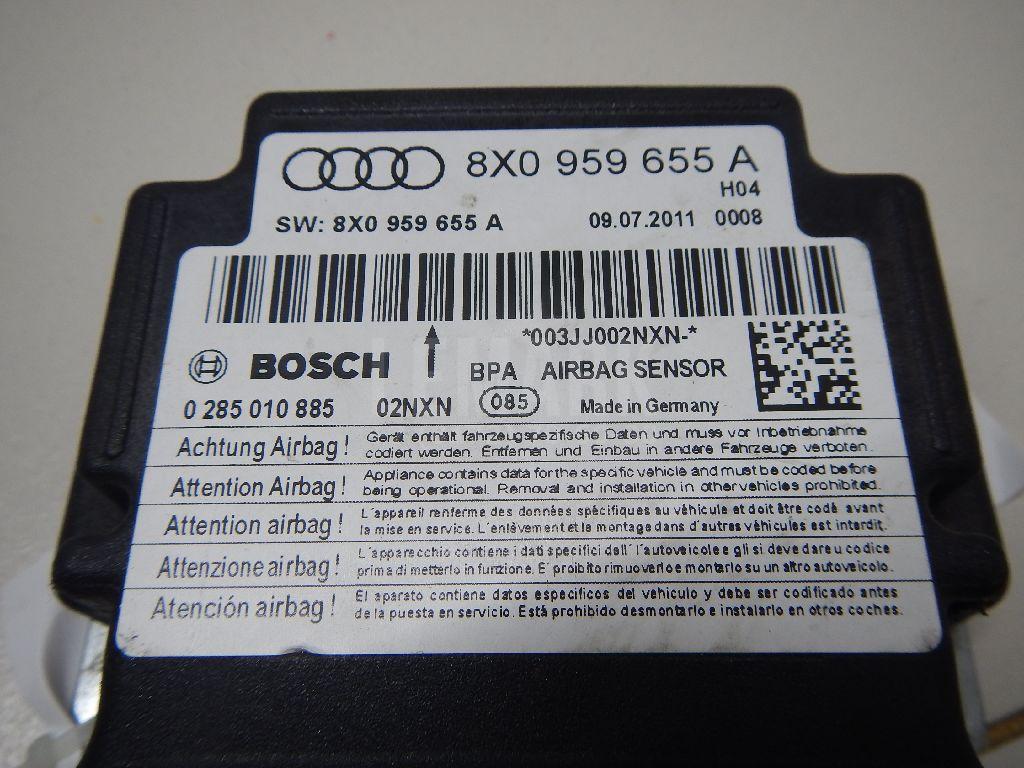 8X0 959 655 A
H04
SW: 8X0 959 655 A 09.07.2011 0008
*003JJ002NXN-*
BOSCH BPA AIRBAG SENSOR
0 285 010 885 02NXN 085 Made in Germany
Achtung Airbag! Gerät enthält fahrzeugspezifische Daten und muss vor Inbetriebnahme
codiert werden. Entfernen und Einbau in andere Fahrzeuge verboten.
Attention Airbag! Appliance contains data for the specific vehicle and must be coded before
being operational. Removal and installation in other vehicles prohibited.
Attention airbag! L'appareil renferme des données spécifiques au véhicule et doit être codé avant
la mise en service. L'enlèvement et le montage dans d'autres véhicules est interdit.
Attenzione airbag! L'apparecchio contiene i dati specifici dell'l'autoveicolo e gli si deve dare u codice
prima di metterlo in funzione. E' proibito rimuoverlo e montarlo su un altro autoveicolo.
Atención airbag! El aparato contiene datos especificos del vehiculo y debe ser codificado antes
de la puesta en servicio. Está prohibido desmontarlo e instalarlo en otros coches.